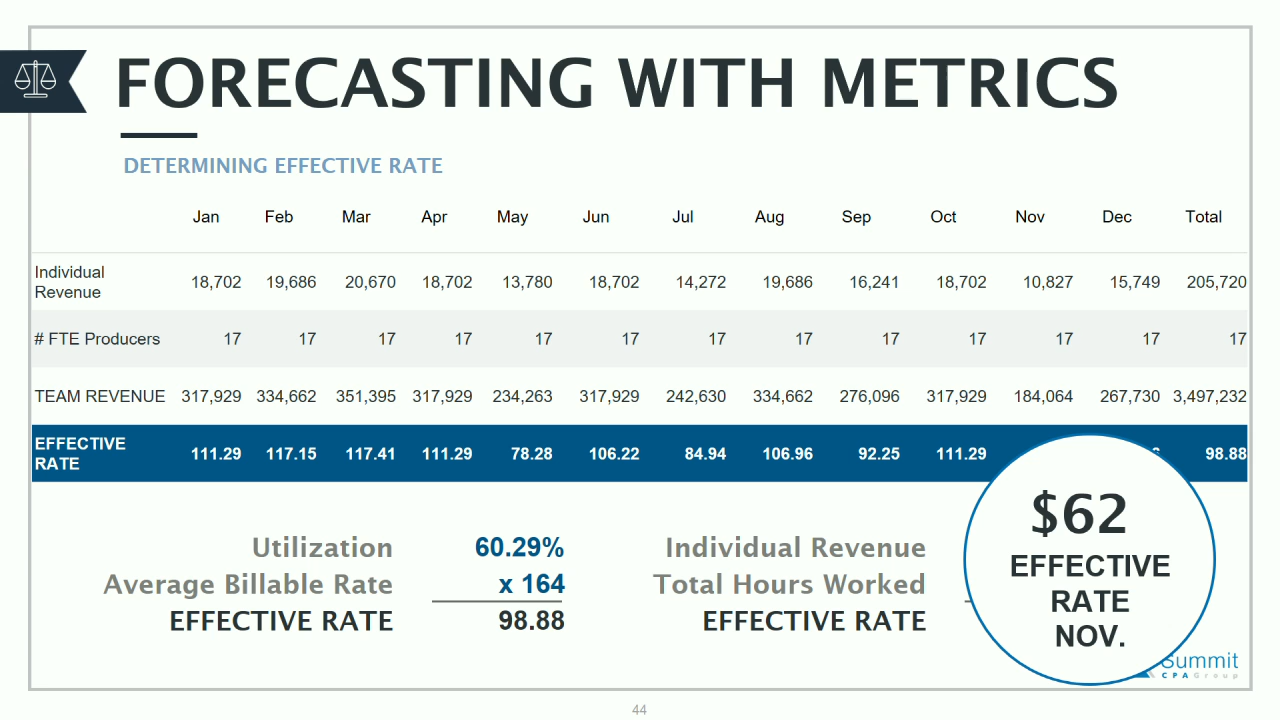 FORECASTING WITH METRICS
DETERMINING EFFECTIVE RATE
Jan Feb Mar Apr May Jun Jul Aug Sep Oct Nov Dec Total
Individual
Revenue 18,702 19,686 20,670 18,702 13,780 18,702 14,272 19,686 16,241 18,702 10,827 15,749 205,720
# FTE Producers 17 17 17 17 17 17 17 17 17 17 17 17 17
TEAM REVENUE 317,929 334,662 351,395 317,929 234,263 317,929 242,630 334,662 276,096 317,929 184,064 267,730 3,497,232
EFFECTIVE
RATE 111.29 117.15 117.41 111.29 78.28 106.22 84.94 106.96 92.25 111.29 98.88
Utilization 60.29%
Average Billable Rate x 164
EFFECTIVE RATE 98.88
Individual Revenue
Total Hours Worked
EFFECTIVE RATE
$62
EFFECTIVE
RATE
NOV.
Summit
CPA Group
44